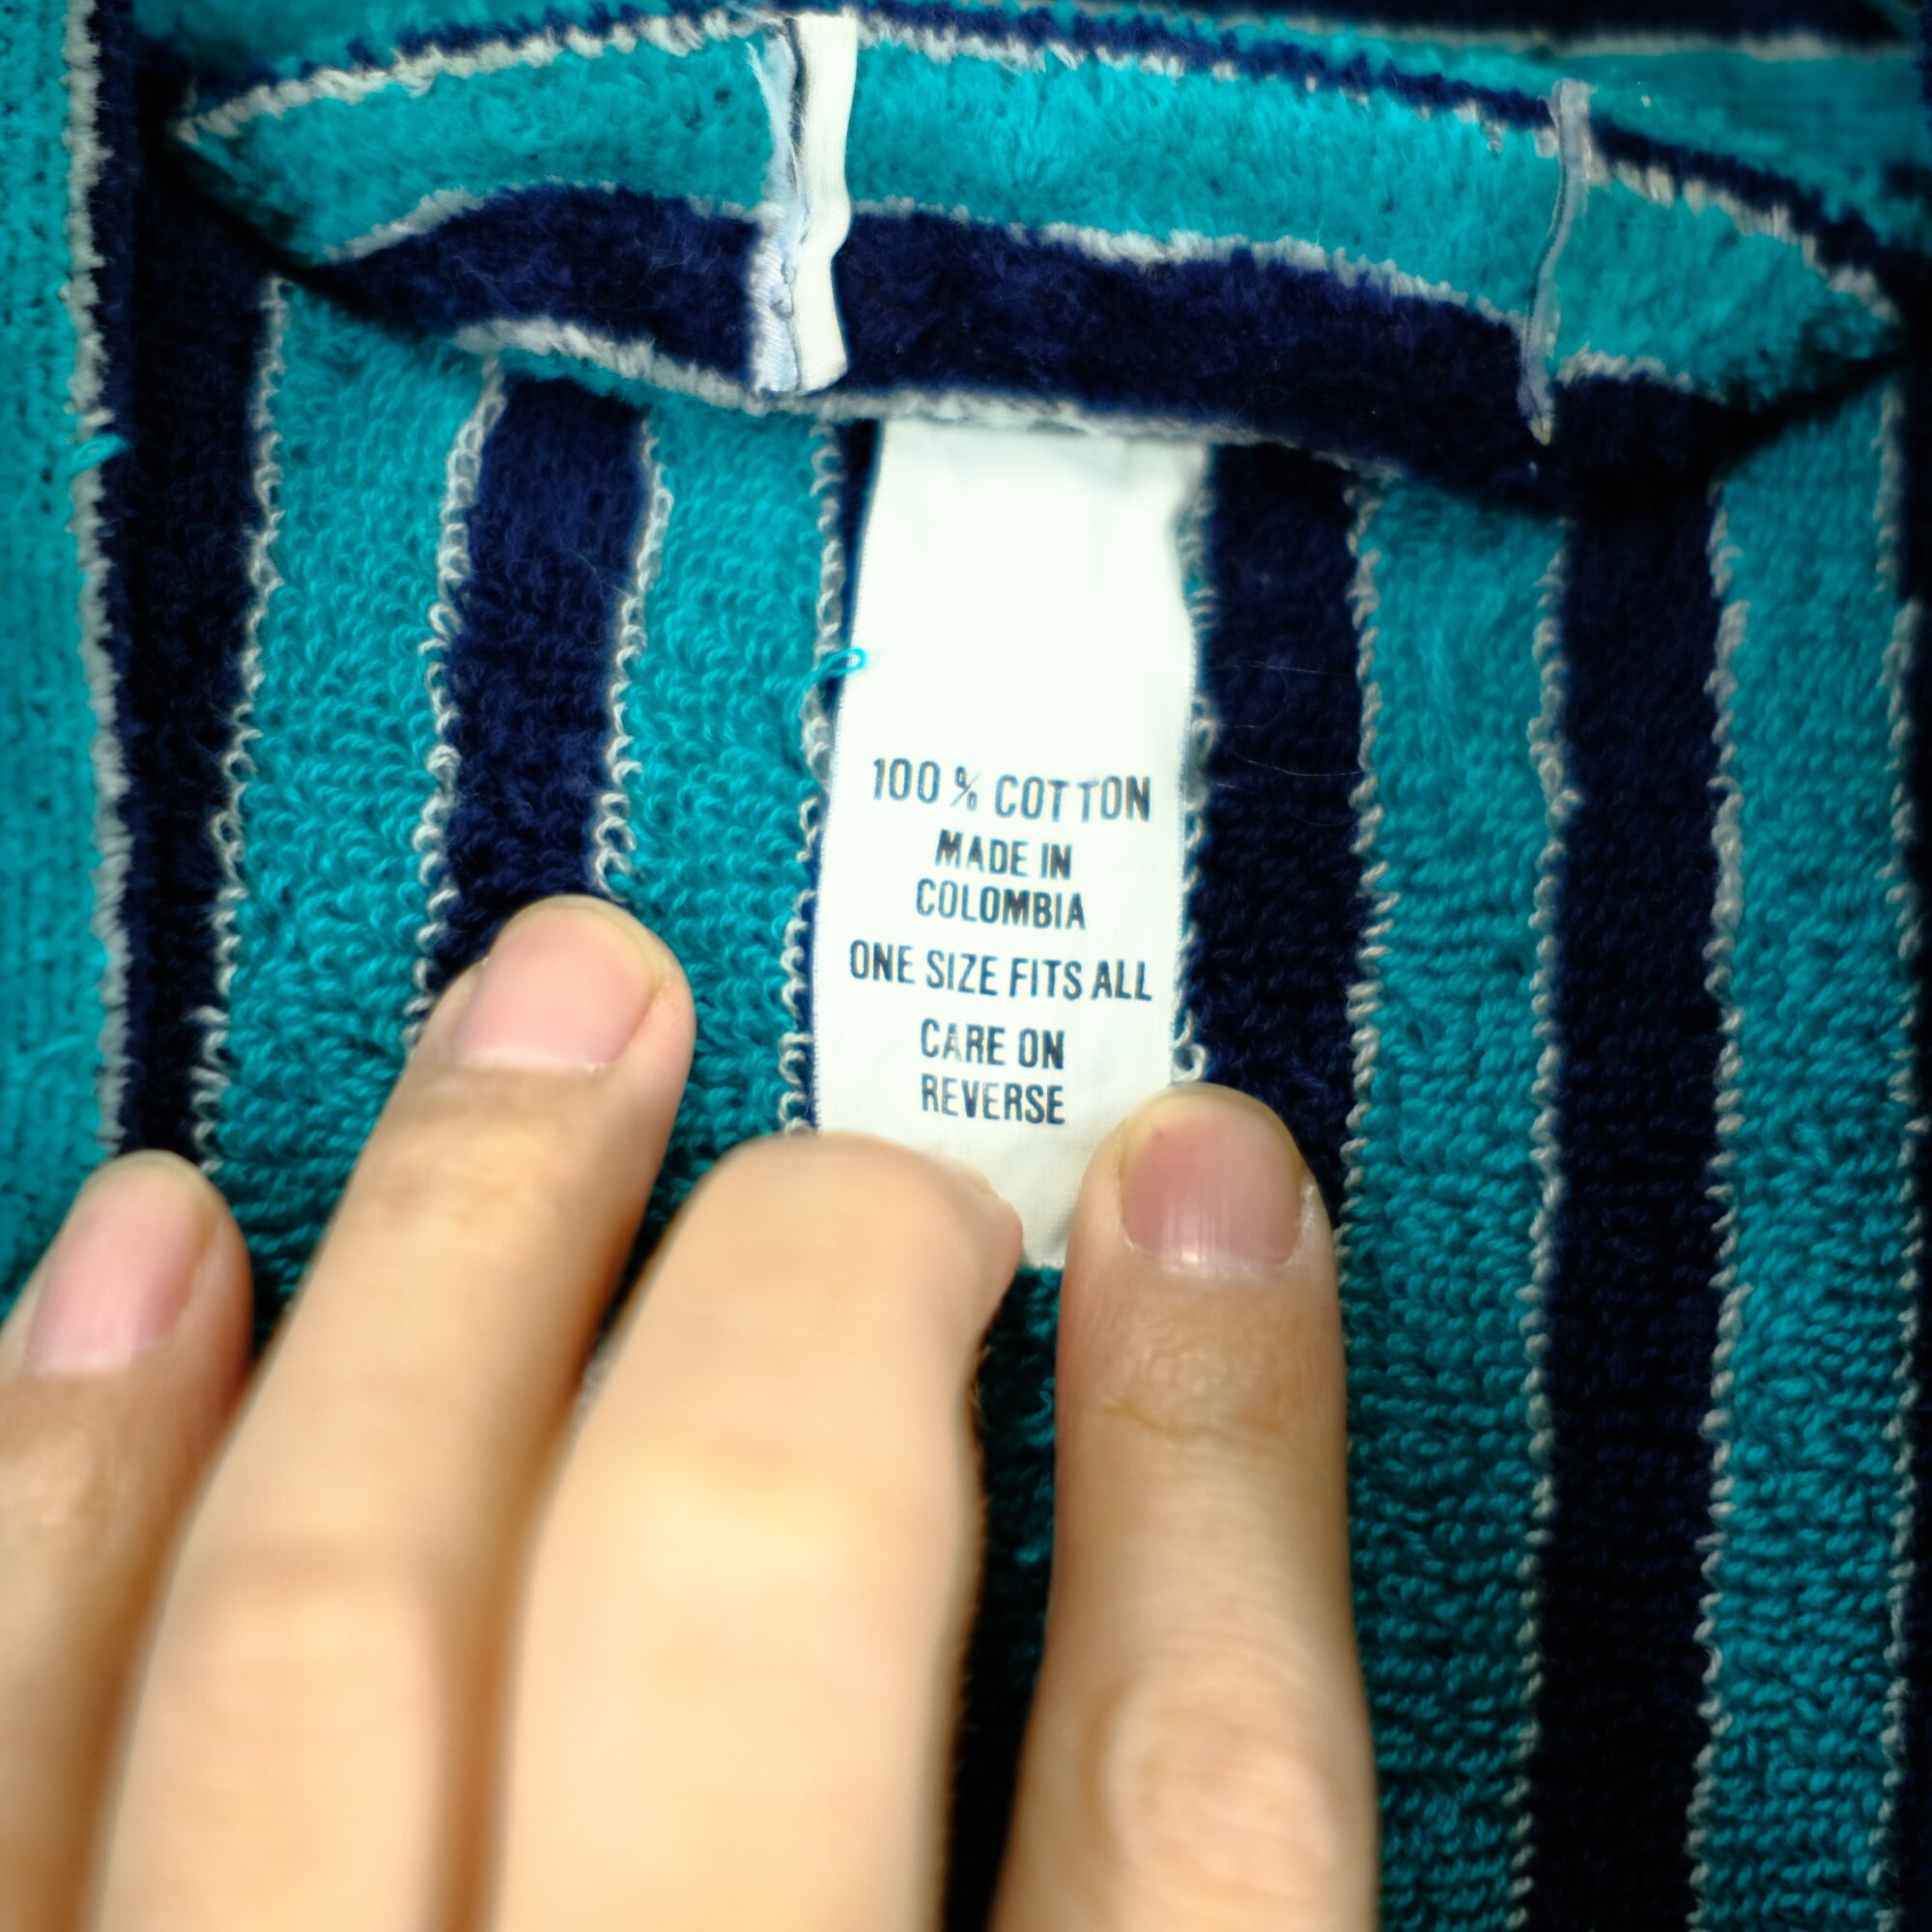 100 % COTTON
MADE IN
COLOMBIA
ONE SIZE FITS ALL
CARE ON
REVERSE